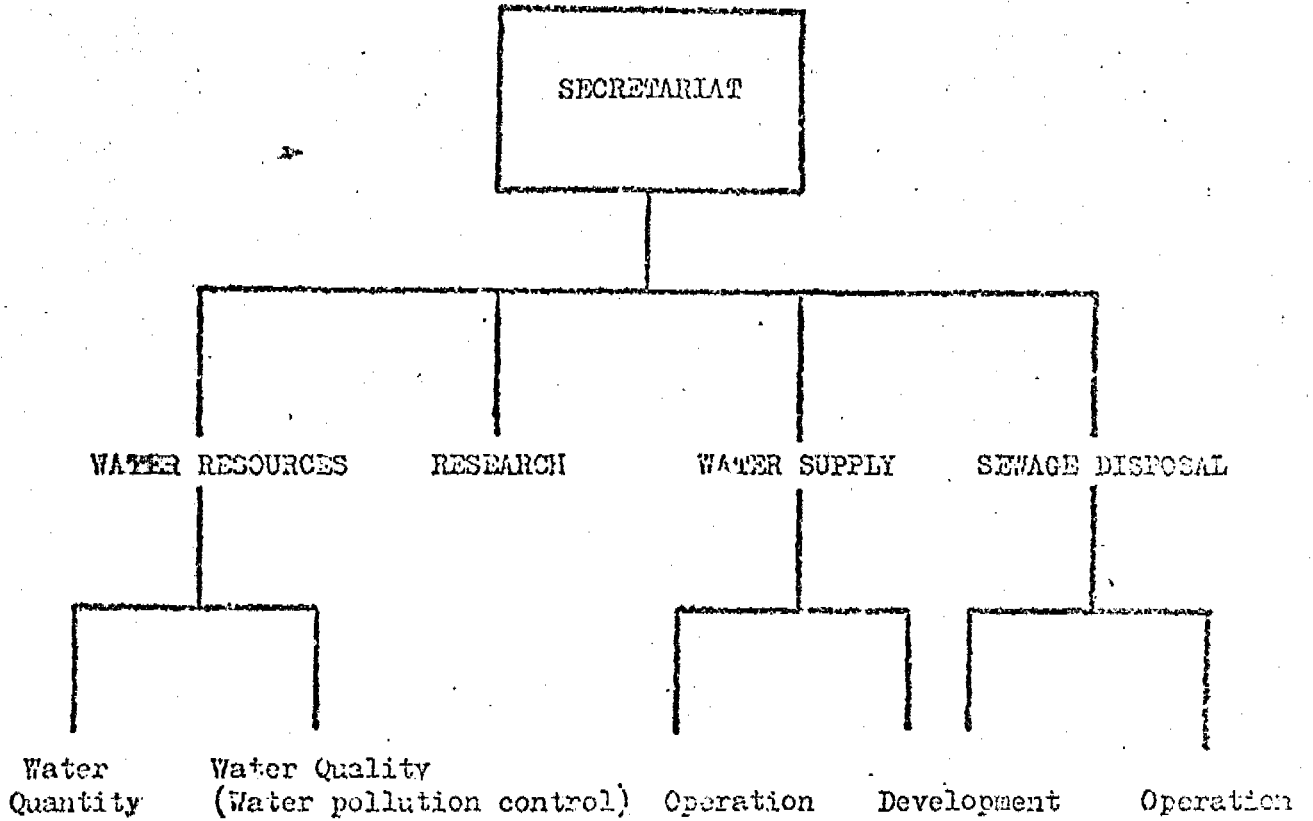 SECRETARIAT
WATER RESOURCES RESEARCH WATER SUPPLY SEWAGE DISPOSAL
Water Water Quality
Quantity (Water pollution control) Operation Development Operation